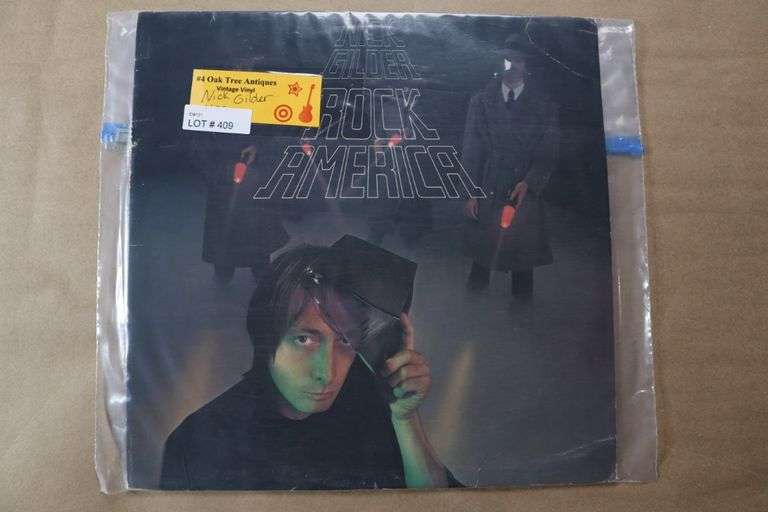 NICK
GILDER
ROCK
AMERICA
#4 Oak Tree Antiques
Vintage Vinyl
Nick Gilder
LOT # 409